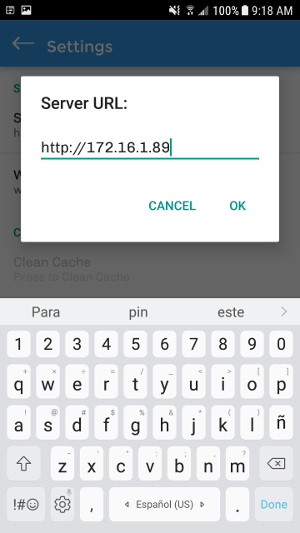 100% 9:18 AM
Settings
S
Server URL:
S
h
http://172.16.1.89
W
w
CANCEL OK
C
Clean Cache
Press to Clean Cache
Para pin este
1 2 3 4 5 6 7 8 9 0
+ × ÷ = / _ < > [ ]
q w e r t y u i o p
! @ # $ % ^ & * ( )
a s d f g h j k l ñ
- ' " : ; , ?
z x c v b n m
!#☺ , Español (US) . Done